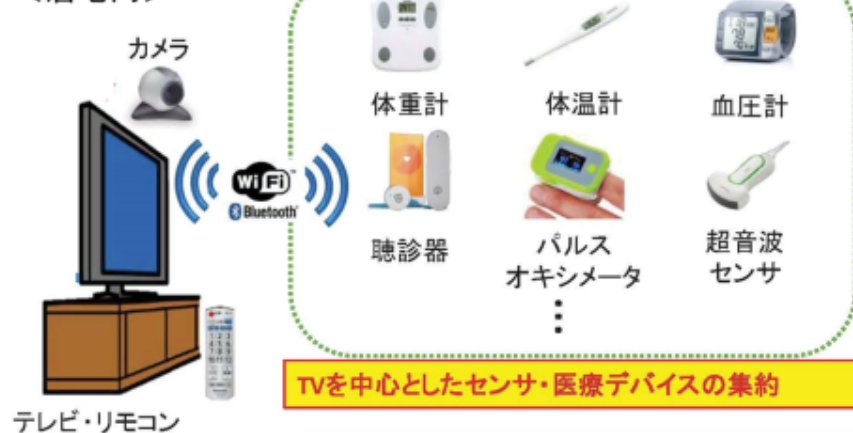 カメラ
体重計
体温計
血圧計
Wi Fi
Bluetooth
聴診器
パルス
オキシメータ
超音波
センサ
TVを中心としたセンサ・医療デバイスの集約
テレビ・リモコン